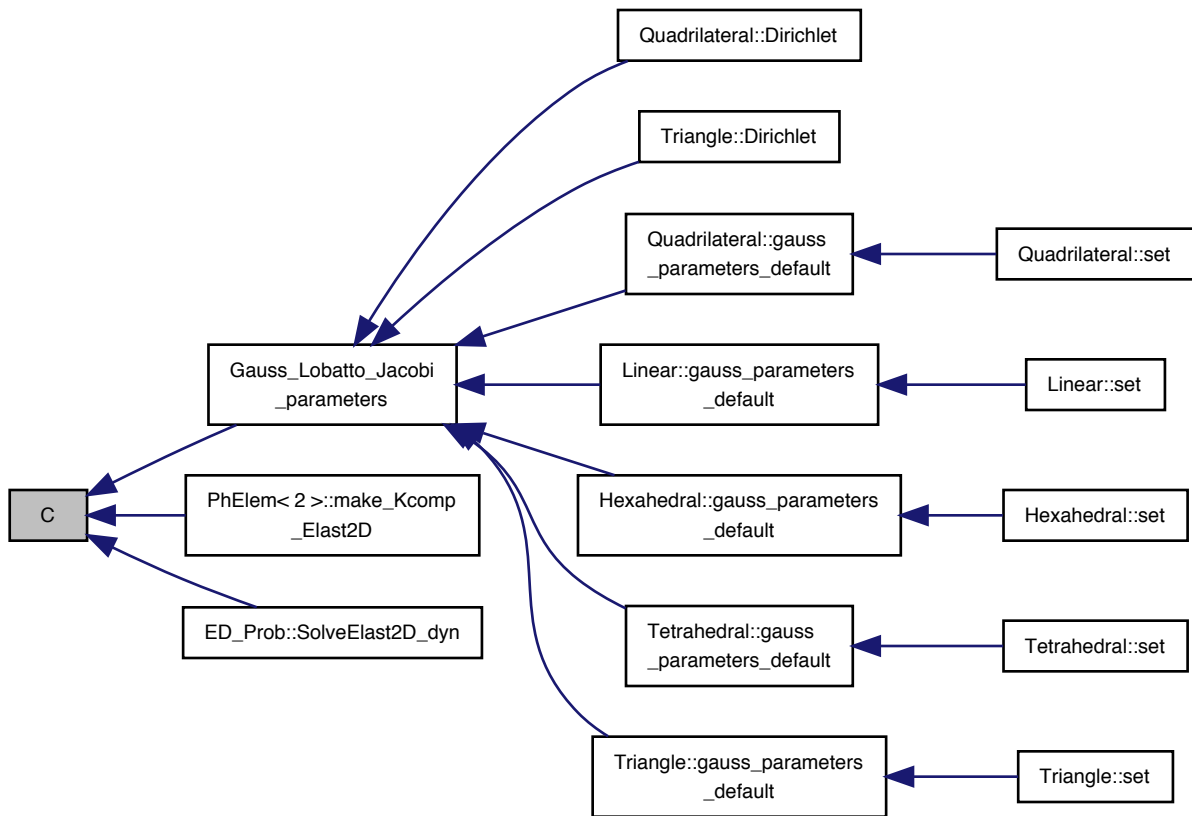 Quadrilateral::Dirichlet
Triangle::Dirichlet
Quadrilateral::gauss
_parameters_default
Quadrilateral::set
Gauss_Lobatto_Jacobi
_parameters
Linear::gauss_parameters
_default
Linear::set
C
PhElem< 2 >::make_Kcomp
_Elast2D
Hexahedral::gauss_parameters
_default
Hexahedral::set
ED_Prob::SolveElast2D_dyn
Tetrahedral::gauss
_parameters_default
Tetrahedral::set
Triangle::gauss_parameters
_default
Triangle::set